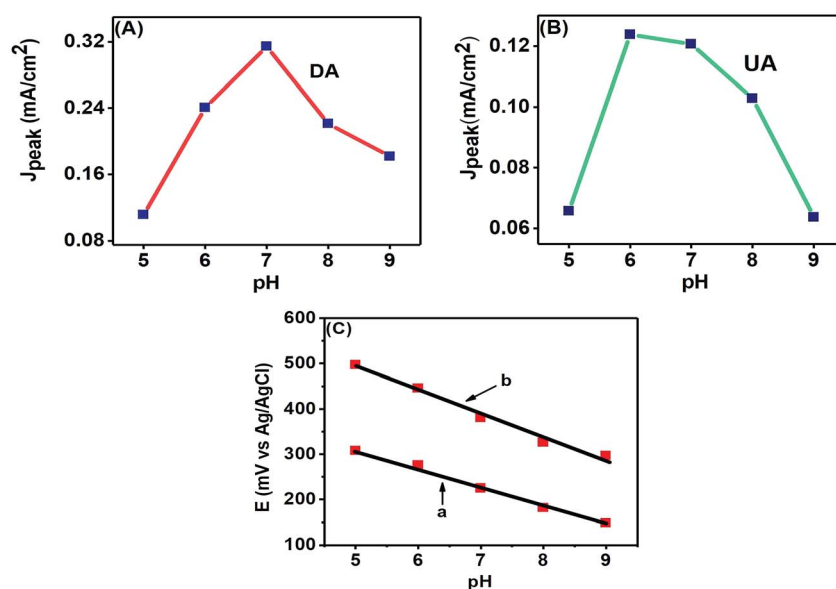 (A)
DA
0.32
0.24
0.16
0.08
J peak (mA/cm²)
5 6 7 8 9
pH
(B)
UA
0.12
0.10
0.08
0.06
J peak(mA/cm²)
5 6 7 8 9
pH
(C)
600
500
400
300
200
100
E (mV vs Ag/AgCl)
b
a
5 6 7 8 9
pH